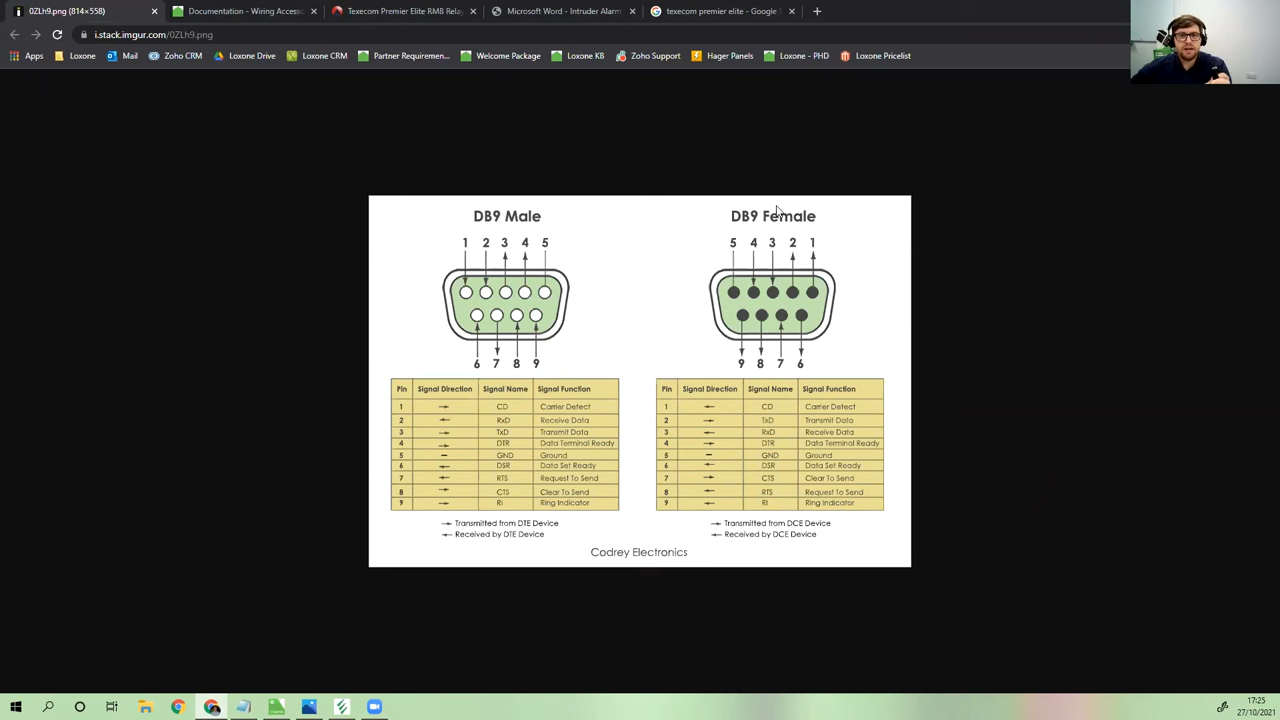 0ZLh9.png (814×558)
Documentation - Wiring Access
Texecom Premier Elite RMB Relay
Microsoft Word - Intruder Alarm
texecom premier elite - Google S
i.stack.imgur.com/0ZLh9.png
Apps Loxone Mail Zoho CRM Loxone Drive Loxone CRM Partner Requiremen... Welcome Package Loxone KB Zoho Support Hager Panels Loxone - PHD Loxone Pricelist
DB9 Male
1 2 3 4 5
6 7 8 9
Pin Signal Direction Signal Name Signal Function
1 → CD Carrier Detect
2 ← RxD Receive Data
3 → TxD Transmit Data
4 → DTR Data Terminal Ready
5 – GND Ground
6 ← DSR Data Set Ready
7 ← RTS Request To Send
8 → CTS Clear To Send
9 → RI Ring Indicator
→ Transmitted from DTE Device
← Received by DTE Device
DB9 Female
5 4 3 2 1
9 8 7 6
Pin Signal Direction Signal Name Signal Function
1 ← CD Carrier Detect
2 → TxD Transmit Data
3 ← RxD Receive Data
4 → DTR Data Terminal Ready
5 – GND Ground
6 ← DSR Data Set Ready
7 → CTS Clear To Send
8 ← RTS Request To Send
9 ← RI Ring Indicator
→ Transmitted from DCE Device
← Received by DCE Device
Codrey Electronics
17:25
27/10/2021